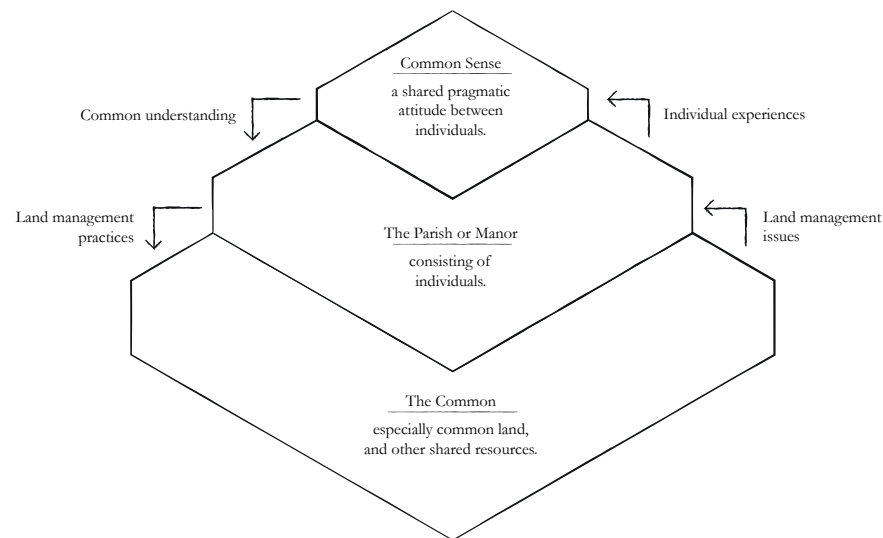 Common Sense
a shared pragmatic
attitude between
individuals.
Common understanding
Individual experiences
Land management
practices
The Parish or Manor
consisting of
individuals.
Land management
issues
The Common
especially common land,
and other shared resources.